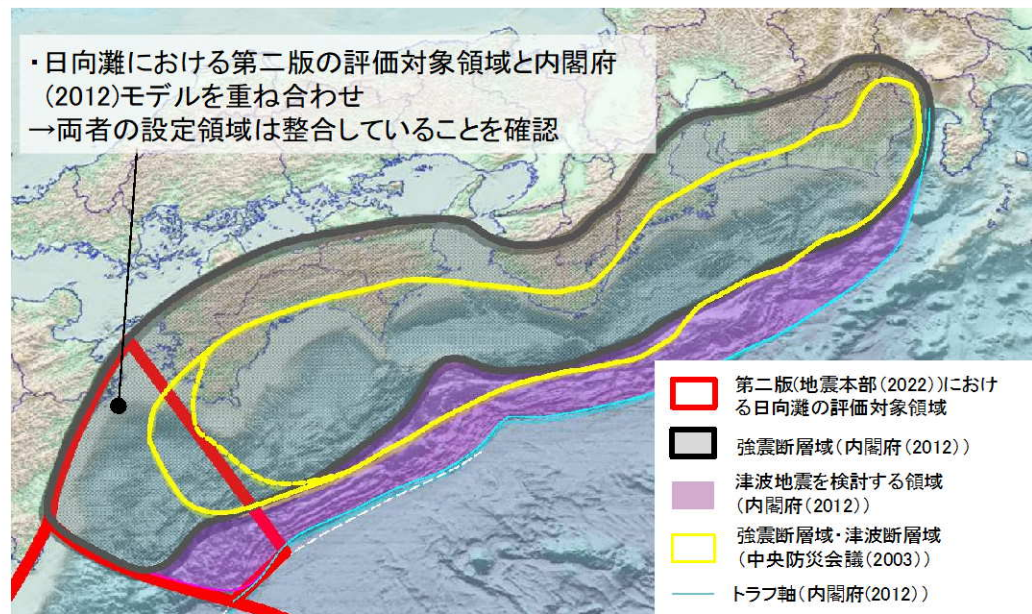 ・日向灘における第二版の評価対象領域と内閣府
(2012)モデルを重ね合わせ
→両者の設定領域は整合していることを確認
第二版(地震本部(2022))におけ
る日向灘の評価対象領域
強震断層域(内閣府(2012))
津波地震を検討する領域
(内閣府(2012))
強震断層域・津波断層域
(中央防災会議(2003))
トラフ軸(内閣府(2012))